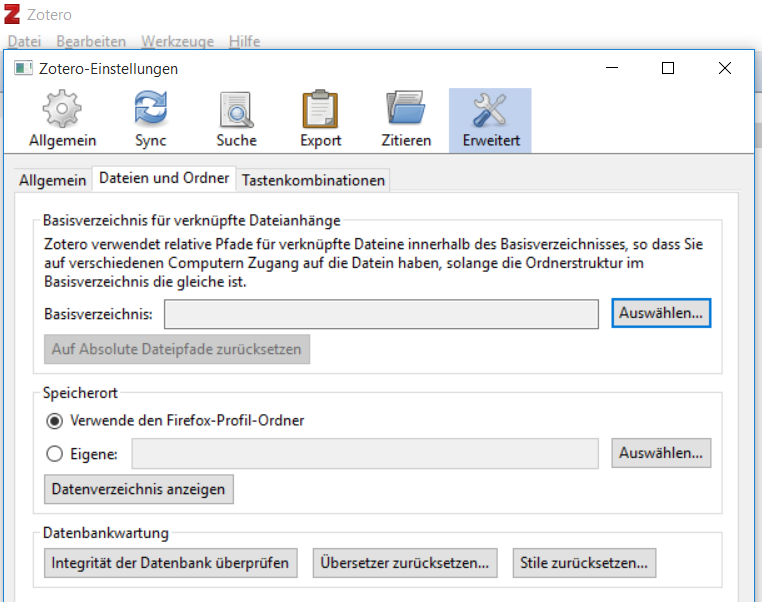 Zotero
Datei Bearbeiten Werkzeuge Hilfe
Zotero-Einstellungen
Allgemein Sync Suche Export Zitieren Erweitert
Allgemein Dateien und Ordner Tastenkombinationen
Basisverzeichnis für verknüpfte Dateianhänge
Zotero verwendet relative Pfade für verknüpfte Dateine innerhalb des Basisverzeichnisses, so dass Sie
auf verschiedenen Computern Zugang auf die Datein haben, solange die Ordnerstruktur im
Basisverzeichnis die gleiche ist.
Basisverzeichnis: Auswählen...
Auf Absolute Dateipfade zurücksetzen
Speicherort
Verwende den Firefox-Profil-Ordner
Eigene: Auswählen...
Datenverzeichnis anzeigen
Datenbankwartung
Integrität der Datenbank überprüfen Übersetzer zurücksetzen... Stile zurücksetzen...